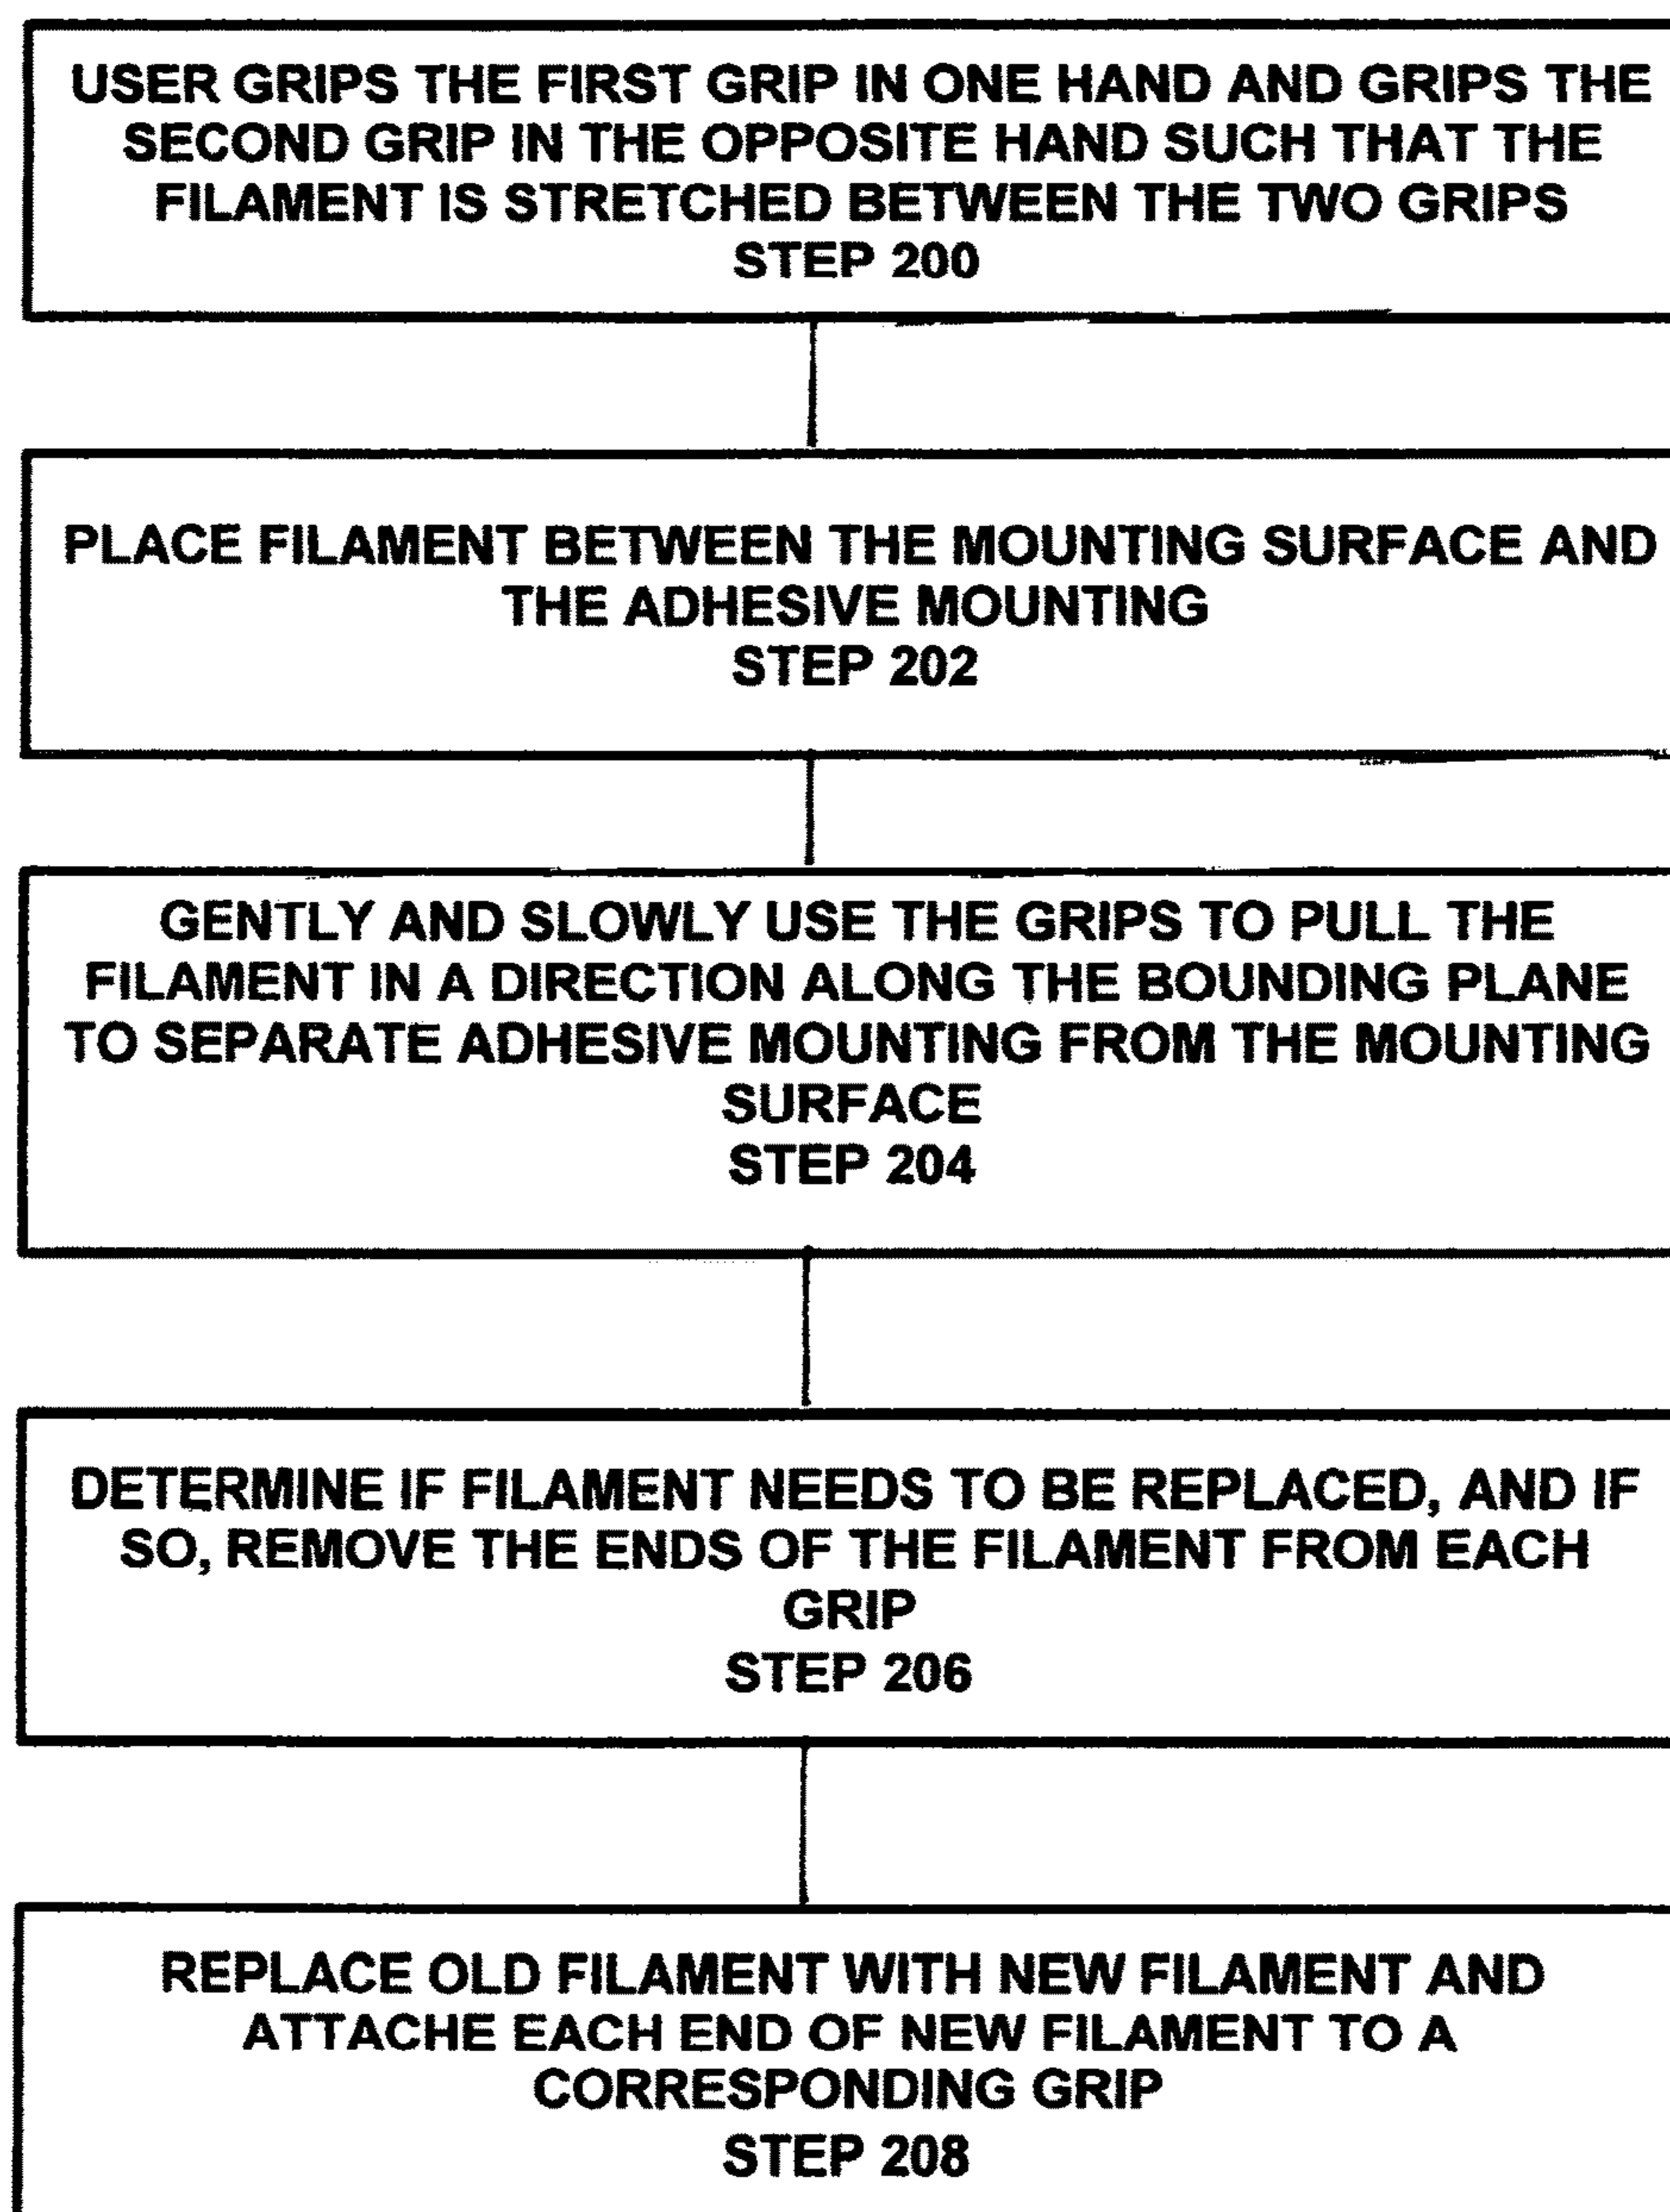 USER GRIPS THE FIRST GRIP IN ONE HAND AND GRIPS THE
SECOND GRIP IN THE OPPOSITE HAND SUCH THAT THE
FILAMENT IS STRETCHED BETWEEN THE TWO GRIPS
STEP 200
PLACE FILAMENT BETWEEN THE MOUNTING SURFACE AND
THE ADHESIVE MOUNTING
STEP 202
GENTLY AND SLOWLY USE THE GRIPS TO PULL THE
FILAMENT IN A DIRECTION ALONG THE BOUNDING PLANE
TO SEPARATE ADHESIVE MOUNTING FROM THE MOUNTING
SURFACE
STEP 204
DETERMINE IF FILAMENT NEEDS TO BE REPLACED, AND IF
SO, REMOVE THE ENDS OF THE FILAMENT FROM EACH
GRIP
STEP 206
REPLACE OLD FILAMENT WITH NEW FILAMENT AND
ATTACHE EACH END OF NEW FILAMENT TO A
CORRESPONDING GRIP
STEP 208